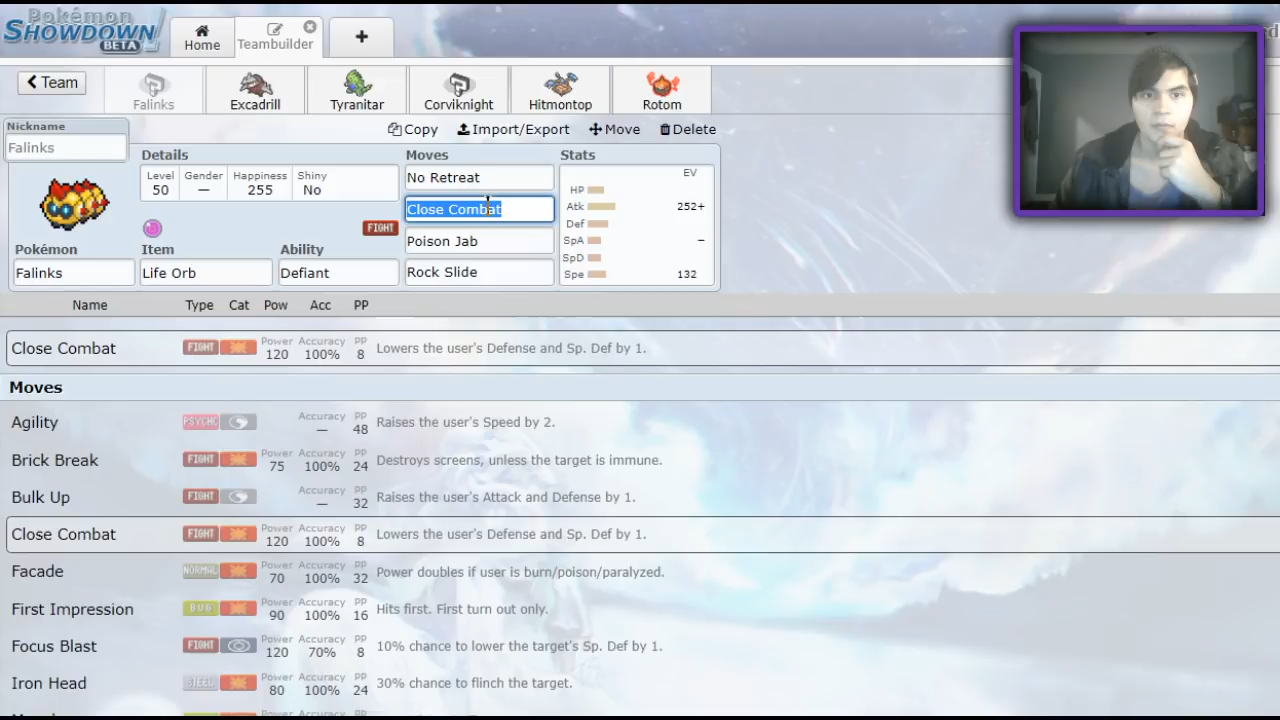 Pokémon
SHOWDOWN
BETA
Home
Teambuilder
Team
Falinks
Excadrill
Tyranitar
Corviknight
Hitmontop
Rotom
Nickname
Falinks
Copy Import/Export Move Delete
Details
Level Gender Happiness Shiny
50 — 255 No
FIGHT
Pokémon Item Ability
Falinks Life Orb Defiant
Moves
No Retreat
Close Combat
Poison Jab
Rock Slide
Stats
EV
HP
Atk 252+
Def
SpA –
SpD
Spe 132
Name Type Cat Pow Acc PP
Close Combat FIGHT Power 120 Accuracy 100% PP 8 Lowers the user's Defense and Sp. Def by 1.
Moves
Agility PSYCHC Accuracy — PP 48 Raises the user's Speed by 2.
Brick Break FIGHT Power 75 Accuracy 100% PP 24 Destroys screens, unless the target is immune.
Bulk Up FIGHT Accuracy — PP 32 Raises the user's Attack and Defense by 1.
Close Combat FIGHT Power 120 Accuracy 100% PP 8 Lowers the user's Defense and Sp. Def by 1.
Facade NORMAL Power 70 Accuracy 100% PP 32 Power doubles if user is burn/poison/paralyzed.
First Impression BUG Power 90 Accuracy 100% PP 16 Hits first. First turn out only.
Focus Blast FIGHT Power 120 Accuracy 70% PP 8 10% chance to lower the target's Sp. Def by 1.
Iron Head STEEL Power 80 Accuracy 100% PP 24 30% chance to flinch the target.
Power Accuracy PP